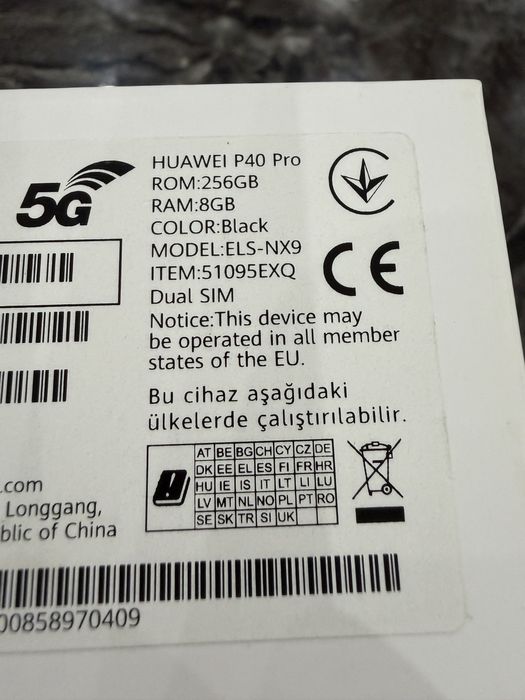 5G
HUAWEI P40 Pro
ROM:256GB
RAM:8GB
COLOR:Black
MODEL:ELS-NX9
ITEM:51095EXQ
Dual SIM
Notice:This device may
be operated in all member
states of the EU.
Bu cihaz aşağıdaki
ülkelerde çalıştırılabilir.
CE
AT BE BG CH CY CZ DE
DK EE EL ES FI FR HR
HU IE IS IT LT LI LU
LV MT NL NO PL PT RO
SE SK TR SI UK
.com
Longgang,
blic of China
00858970409